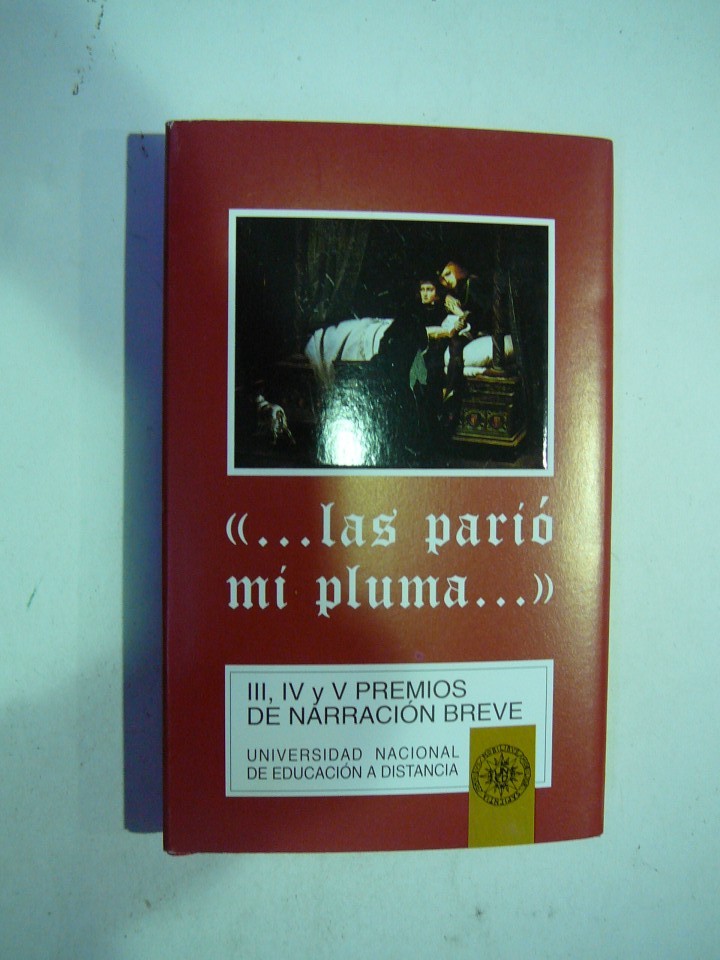 «...las parió
mi pluma...»
III, IV y V PREMIOS
DE NARRACIÓN BREVE
UNIVERSIDAD NACIONAL
DE EDUCACIÓN A DISTANCIA